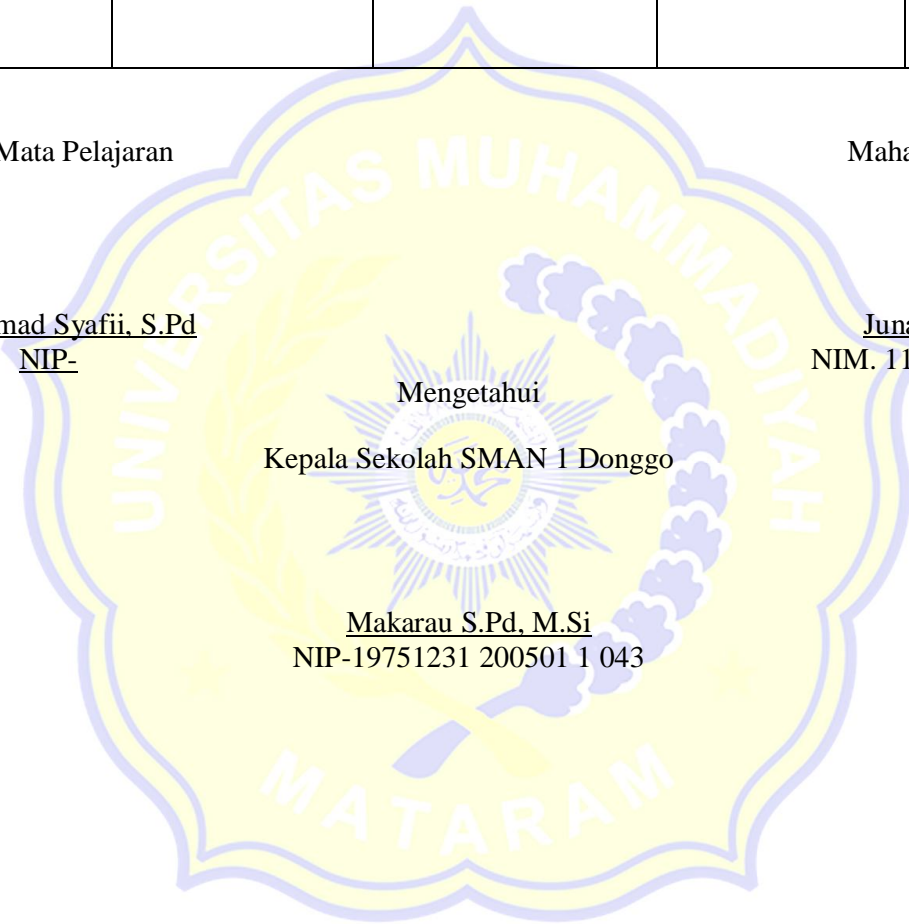 Mata Pelajaran
Maha
mad Syafii, S.Pd
Juna
NIP-
NIM. 11
Mengetahui
Kepala Sekolah SMAN 1 Donggo
Makarau S.Pd, M.Si
NIP-19751231 200501 1 043
UNIVERSITAS MUHAMMADIYAH
MATARAM